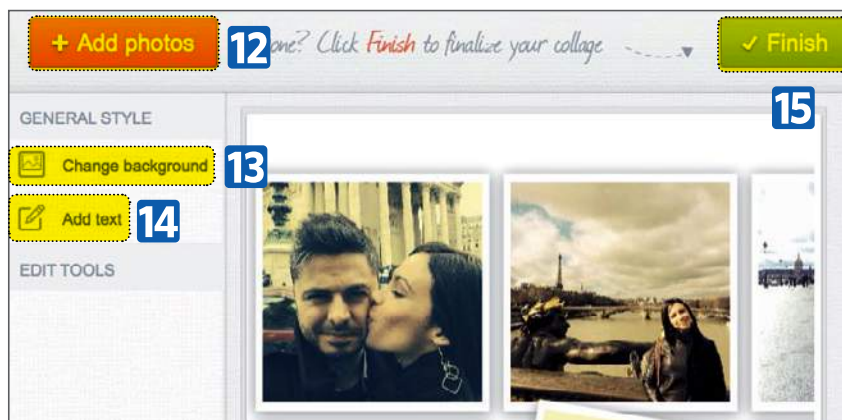 + Add photos
12
one? Click Finish to finalize your collage
✓ Finish
15
GENERAL STYLE
Change background
13
Add text
14
EDIT TOOLS